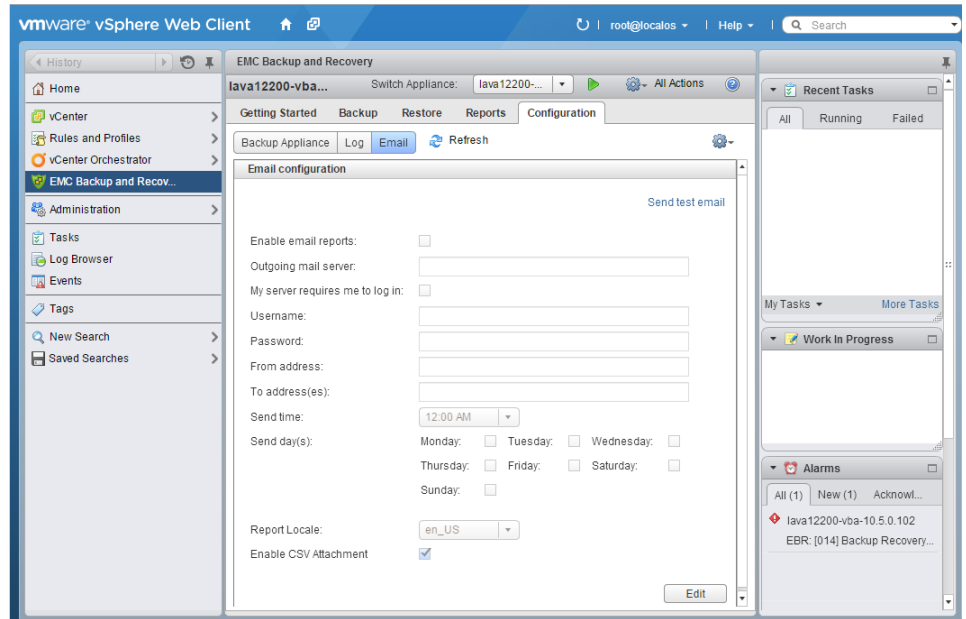 vmware® vSphere Web Client
root@localos
Help
Search
History
Home
vCenter
Rules and Profiles
vCenter Orchestrator
EMC Backup and Recov...
Administration
Tasks
Log Browser
Events
Tags
New Search
Saved Searches
EMC Backup and Recovery
lava12200-vba... Switch Appliance: lava12200-... All Actions
Getting Started Backup Restore Reports Configuration
Backup Appliance Log Email Refresh
Email configuration
Send test email
Enable email reports:
Outgoing mail server:
My server requires me to log in:
Username:
Password:
From address:
To address(es):
Send time: 12:00 AM
Send day(s): Monday: Tuesday: Wednesday:
Thursday: Friday: Saturday:
Sunday:
Report Locale: en_US
Enable CSV Attachment
Edit
Recent Tasks
All Running Failed
My Tasks More Tasks
Work In Progress
Alarms
All (1) New (1) Acknowl...
lava12200-vba-10.5.0.102
EBR: [014] Backup Recovery...